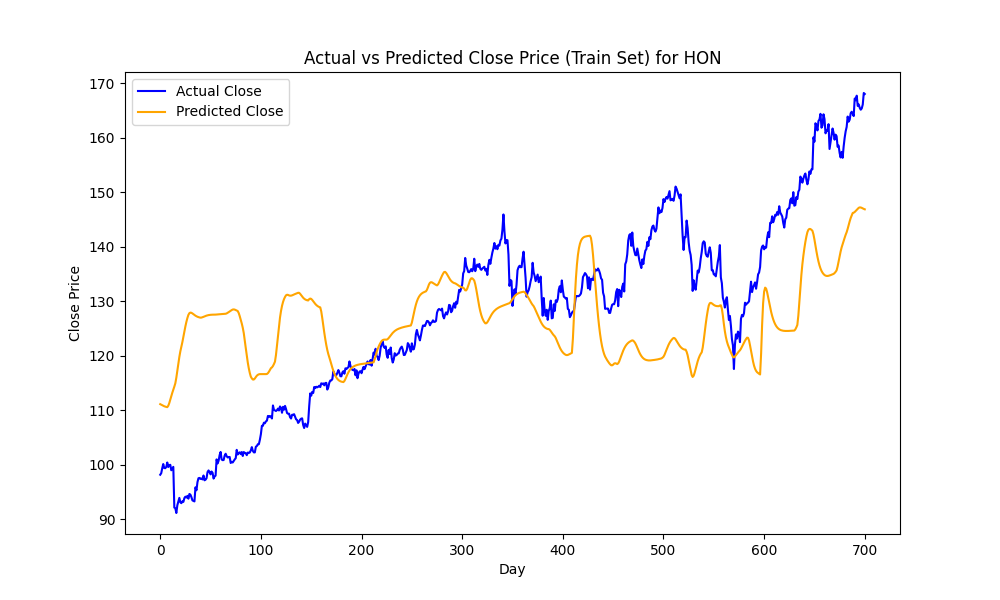 Actual vs Predicted Close Price (Train Set) for HON
Actual Close
Predicted Close
170
160
150
140
130
120
110
100
90
Close Price
0 100 200 300 400 500 600 700
Day